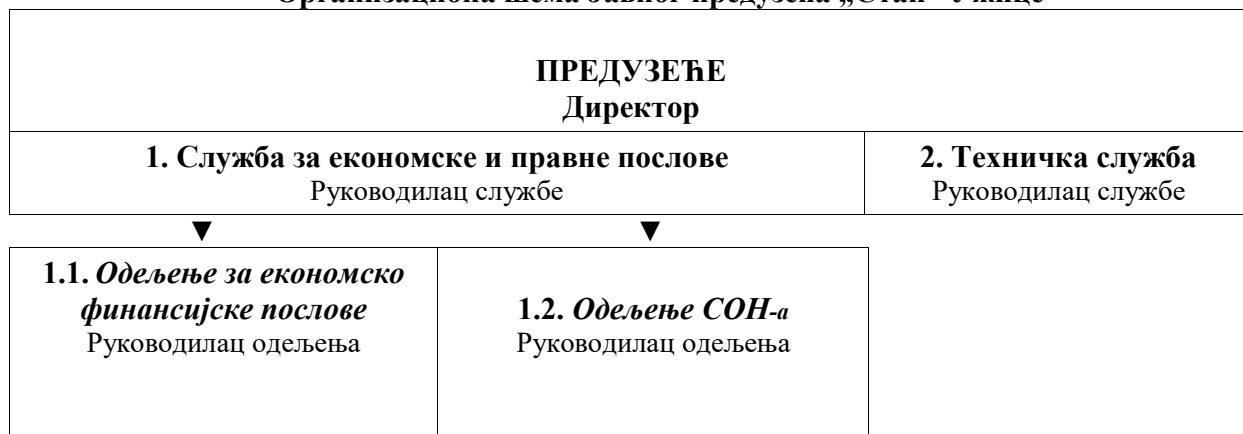 ПРЕДУЗЕЋЕ
Директор
1. Служба за економске и правне послове
Руководилац службе
2. Техничка служба
Руководилац службе
▼ ▼
1.1. Одељење за економско
финансијске послове
Руководилац одељења
1.2. Одељење СОН-а
Руководилац одељења